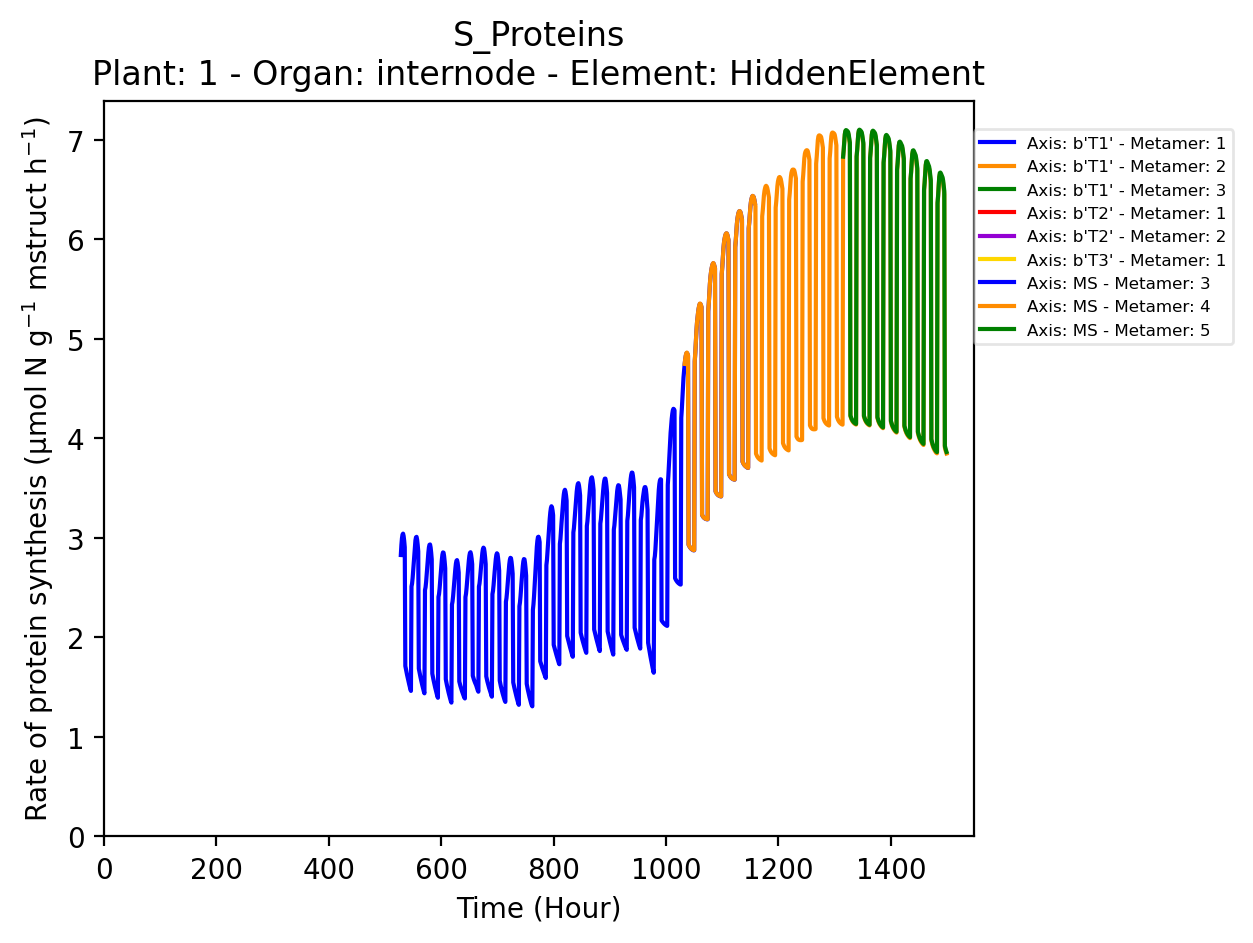 S_Proteins
Plant: 1 - Organ: internode - Element: HiddenElement
Rate of protein synthesis (µmol N g⁻¹ mstruct h⁻¹)
7
6
5
4
3
2
1
0
0 200 400 600 800 1000 1200 1400
Time (Hour)
Axis: b'T1' - Metamer: 1
Axis: b'T1' - Metamer: 2
Axis: b'T1' - Metamer: 3
Axis: b'T2' - Metamer: 1
Axis: b'T2' - Metamer: 2
Axis: b'T3' - Metamer: 1
Axis: MS - Metamer: 3
Axis: MS - Metamer: 4
Axis: MS - Metamer: 5